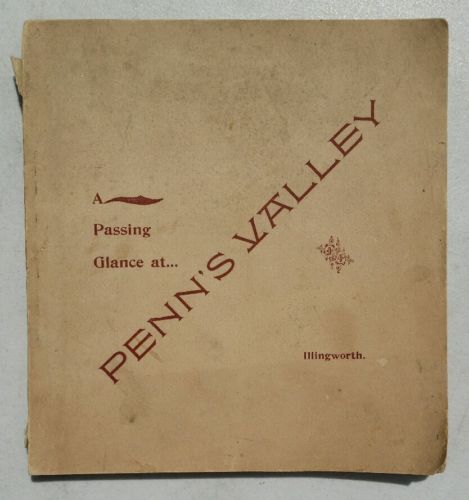 A
Passing
Glance at...
PENN'S VALLEY
Illingworth.